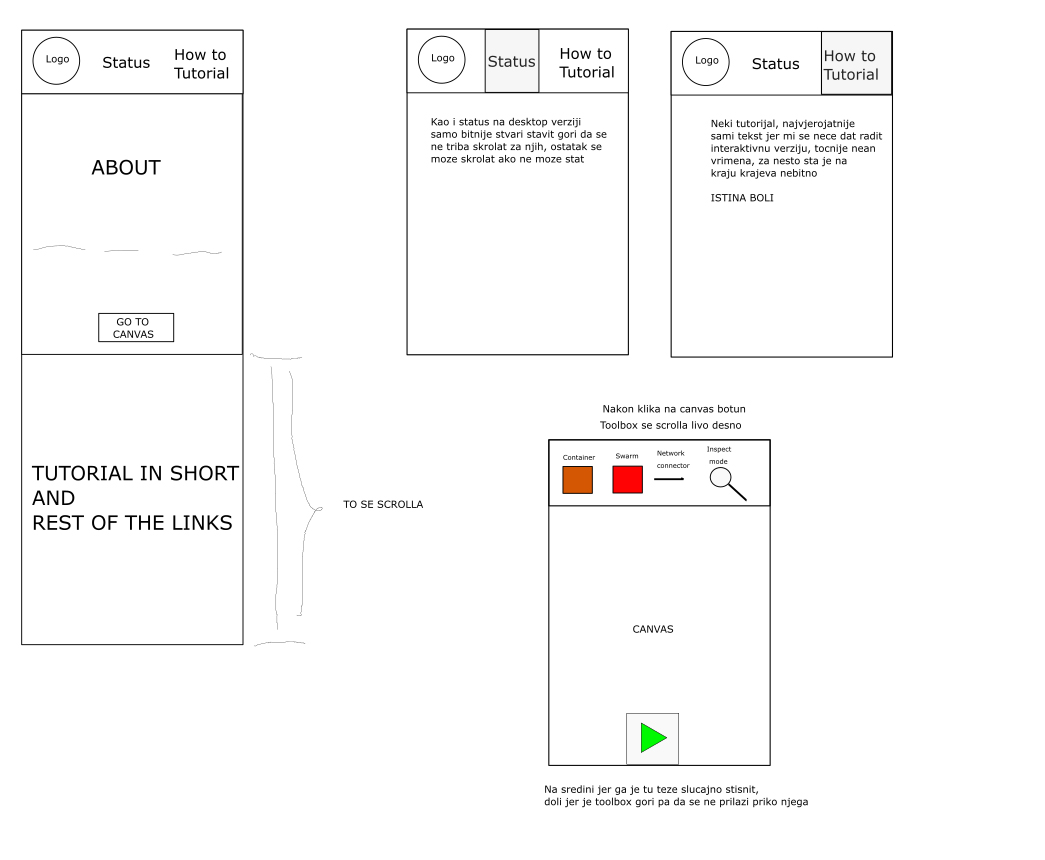 Logo
Status
How to
Tutorial
ABOUT
GO TO
CANVAS
TUTORIAL IN SHORT
AND
REST OF THE LINKS
TO SE SCROLLA
Logo
Status
How to
Tutorial
Kao i status na desktop verziji
samo bitnije stvari stavit gori da se
ne triba skrolat za njih, ostatak se
moze skrolat ako ne moze stat
Logo
Status
How to
Tutorial
Neki tutorijal, najvjerojatnije
sami tekst jer mi se nece dat radit
interaktivnu verziju, tocnije nean
vrimena, za nesto sta je na
kraju krajeva nebitno
ISTINA BOLI
Nakon klika na canvas botun
Toolbox se scrolla livo desno
Container
Swarm
Network
connector
Inspect
mode
CANVAS
Na sredini jer ga je tu teze slucajno stisnit,
doli jer je toolbox gori pa da se ne prilazi priko njega